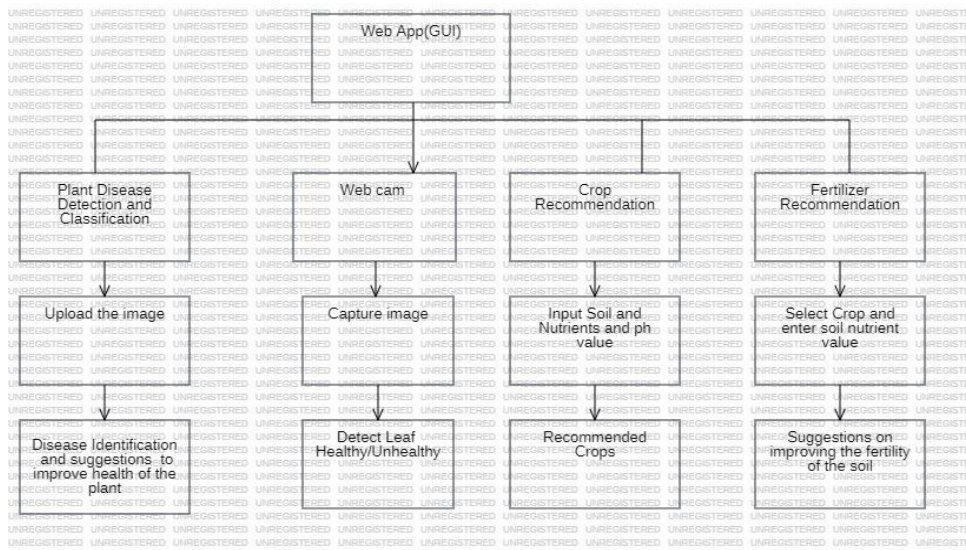 Web App(GUI)
Plant Disease
Detection and
Classification
Web cam
Crop
Recommendation
Fertilizer
Recommendation
Upload the image
Capture image
Input Soil and
Nutrients and ph
value
Select Crop and
enter soil nutrient
value
Disease Identification
and suggestions to
improve health of the
plant
Detect Leaf
Healthy/Unhealthy
Recommended
Crops
Suggestions on
improving the fertility
of the soil
UNREGISTERED